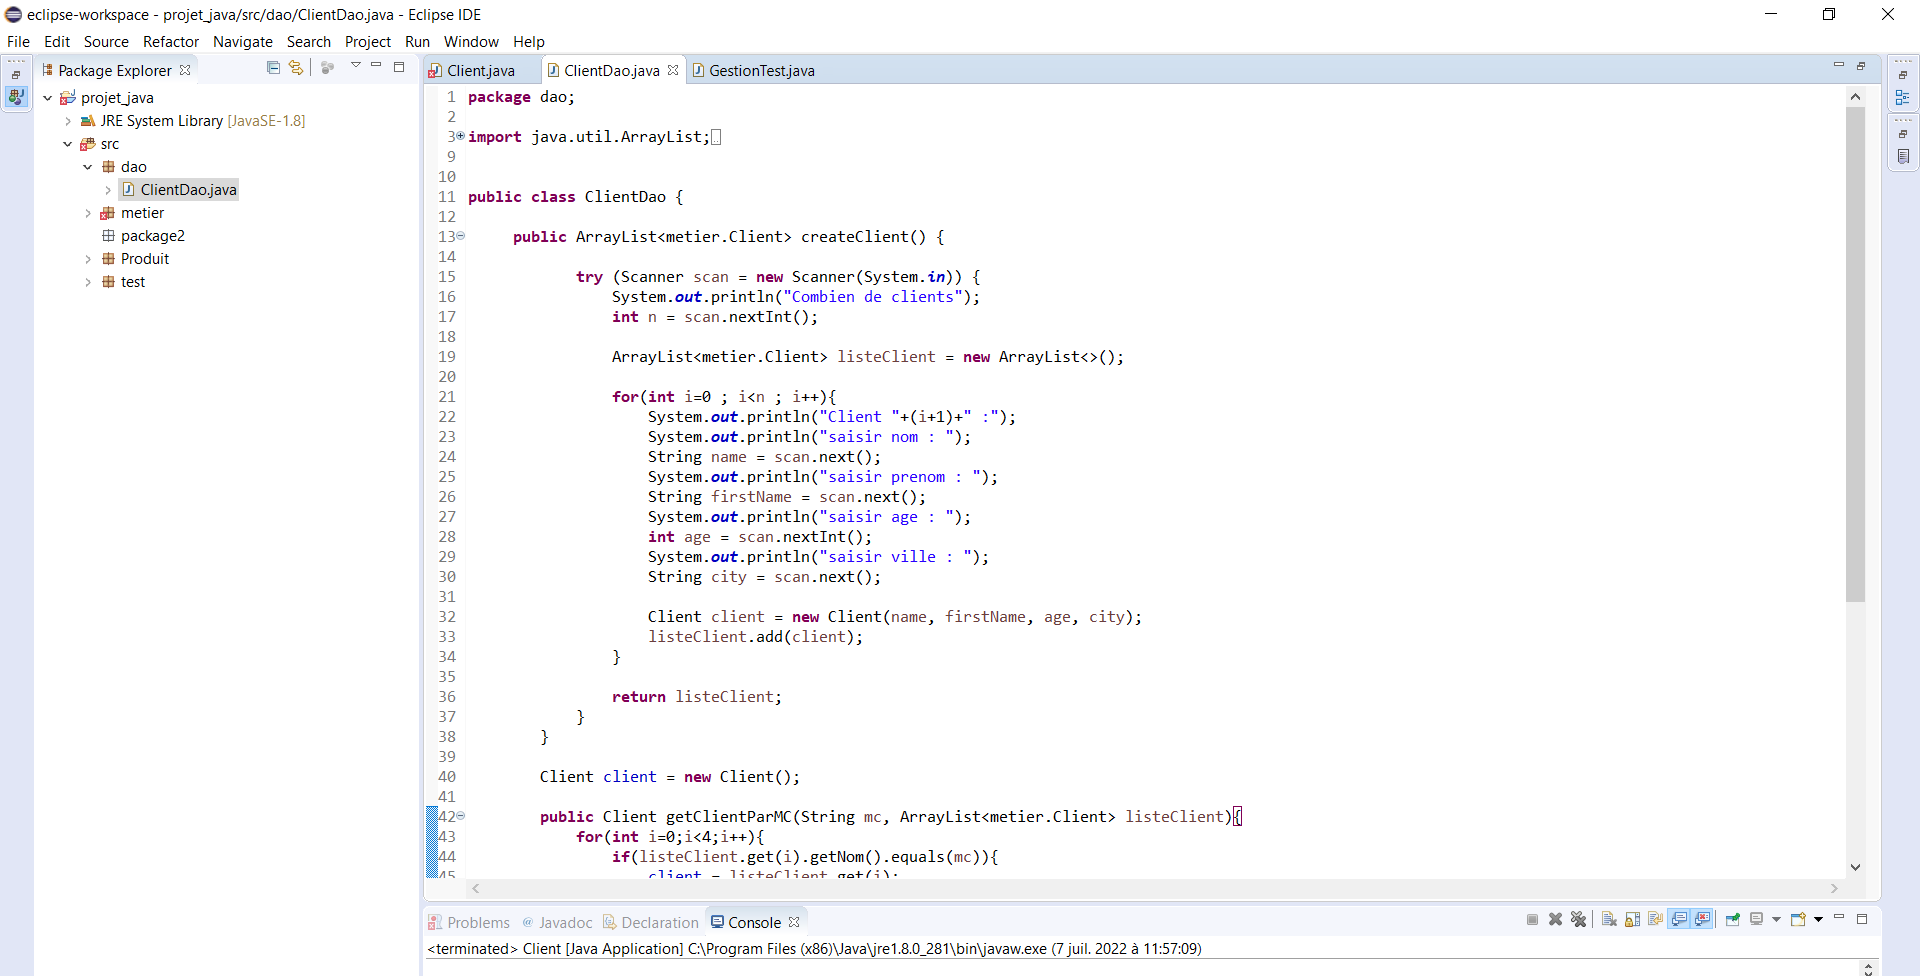 eclipse-workspace - projet_java/src/dao/ClientDao.java - Eclipse IDE
File Edit Source Refactor Navigate Search Project Run Window Help
Package Explorer
projet_java
JRE System Library [JavaSE-1.8]
src
dao
ClientDao.java
metier
package2
Produit
test
Client.java ClientDao.java GestionTest.java
1 package dao;
2
3 import java.util.ArrayList;
9
10
11 public class ClientDao {
12
13 public ArrayList<metier.Client> createClient() {
14
15 try (Scanner scan = new Scanner(System.in)) {
16 System.out.println("Combien de clients");
17 int n = scan.nextInt();
18
19 ArrayList<metier.Client> listeClient = new ArrayList<>();
20
21 for(int i=0 ; i<n ; i++){
22 System.out.println("Client "+(i+1)+" :");
23 System.out.println("saisir nom : ");
24 String name = scan.next();
25 System.out.println("saisir prenom : ");
26 String firstName = scan.next();
27 System.out.println("saisir age : ");
28 int age = scan.nextInt();
29 System.out.println("saisir ville : ");
30 String city = scan.next();
31
32 Client client = new Client(name, firstName, age, city);
33 listeClient.add(client);
34 }
35
36 return listeClient;
37 }
38 }
39
40 Client client = new Client();
41
42 public Client getClientParMC(String mc, ArrayList<metier.Client> listeClient){
43 for(int i=0;i<4;i++){
44 if(listeClient.get(i).getNom().equals(mc)){
45 client = listeClient.get(i);
Problems Javadoc Declaration Console
<terminated> Client [Java Application] C:\Program Files (x86)\Java\jre1.8.0_281\bin\javaw.exe (7 juil. 2022 à 11:57:09)